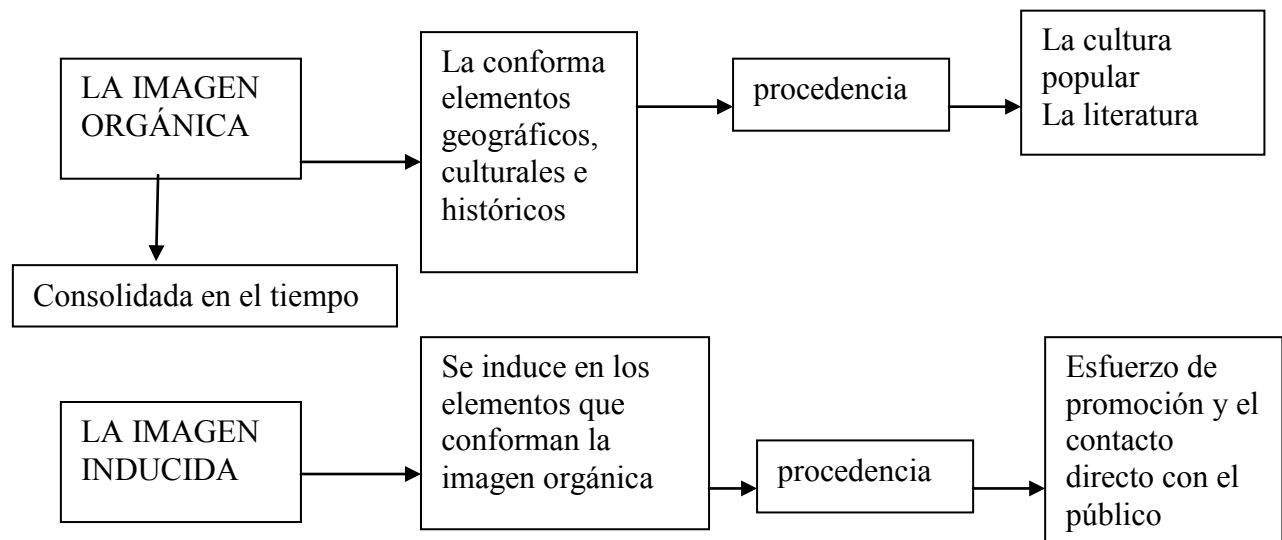 LA IMAGEN
ORGÁNICA
La conforma
elementos
geográficos,
culturales e
históricos
procedencia
La cultura
popular
La literatura
Consolidada en el tiempo
LA IMAGEN
INDUCIDA
Se induce en los
elementos que
conforman la
imagen orgánica
procedencia
Esfuerzo de
promoción y el
contacto
directo con el
público